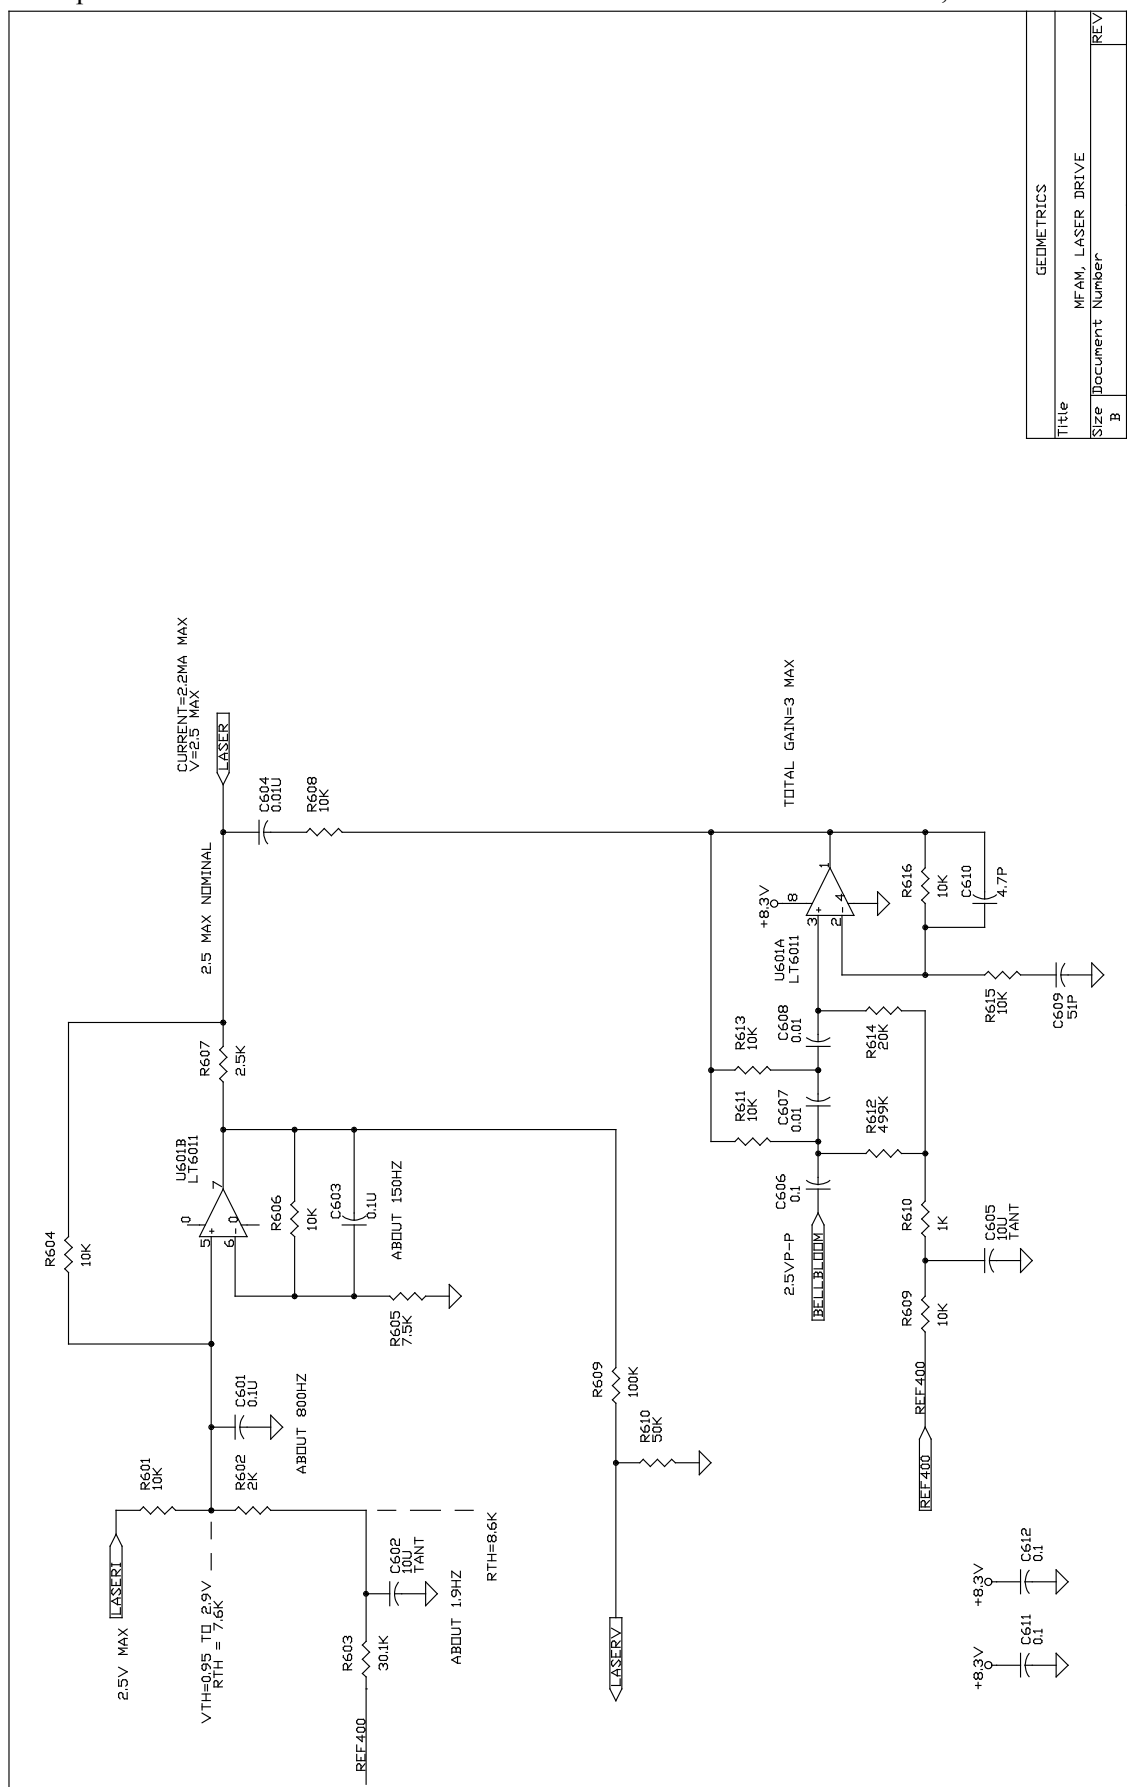 2.5V MAX
LASERI
R601
10K
VTH=0.95 TO 2.9V
RTH = 7.6K
R602
2K
C601
0.1U
ABOUT 800HZ
REF400
R603
30.1K
C602
10U
TANT
ABOUT 1.9HZ
RTH=8.6K
R604
10K
U601B
LT6011
5
6
7
+
-
0
0
R605
7.5K
R606
10K
C603
0.1U
ABOUT 150HZ
R607
2.5K
2.5 MAX NOMINAL
CURRENT=2.2MA MAX
V=2.5 MAX
LASER
C604
0.01U
R608
10K
LASERV
R609
100K
R610
50K
2.5VP-P
BELLBLOOM
C606
0.1
R611
10K
C607
0.01
R613
10K
C608
0.01
R612
499K
R614
20K
U601A
LT6011
+8.3V
8
3
2
+
-
4
1
TOTAL GAIN=3 MAX
REF400
REF400
R609
10K
R610
1K
C605
10U
TANT
R615
10K
C609
51P
R616
10K
C610
4.7P
+8.3V
C611
0.1
+8.3V
C612
0.1
GEOMETRICS
Title
MFAM, LASER DRIVE
Size
Document Number
REV
B